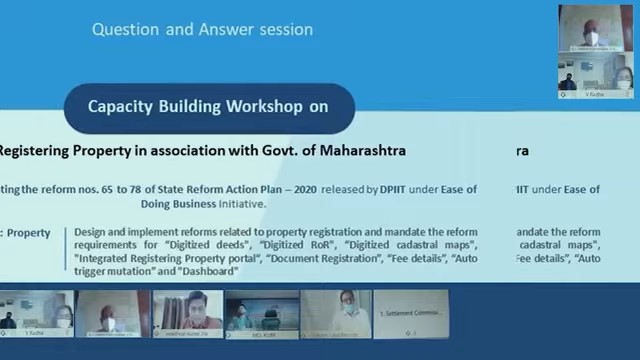 Question and Answer session
Capacity Building Workshop on
Registering Property in association with Govt. of Maharashtra
ra
ting the reform nos. 65 to 78 of State Reform Action Plan – 2020 released by DPIIT under Ease of
IIT under Ease of
Doing Business Initiative.
: Property
Design and implement reforms related to property registration and mandate the reform
andate the reform
requirements for "Digitized deeds", "Digitized RoR", "Digitized cadastral maps",
cadastral maps",
"Integrated Registering Property portal", "Document Registration", "Fee details", "Auto
Fee details", "Auto
trigger mutation" and "Dashboard"
V Radha
V Radha
1. Settlement Commissi...